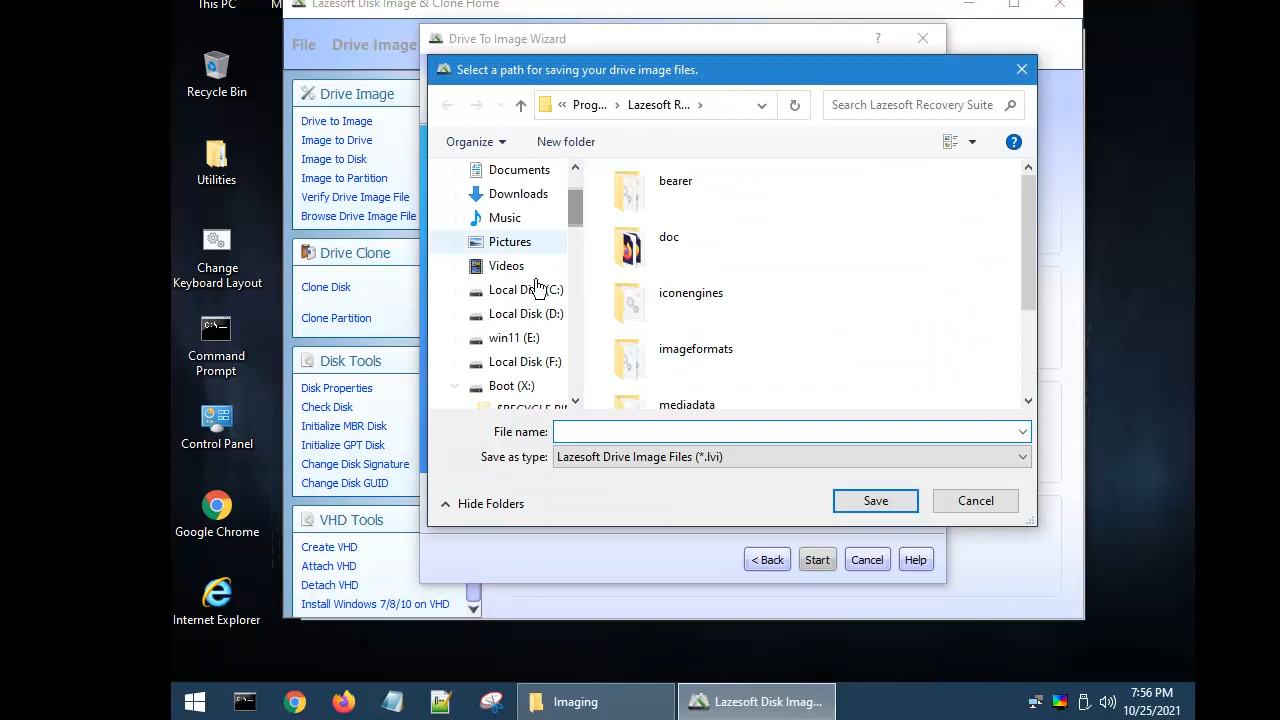 This PC
Lazesoft Disk Image & Clone Home
File
Drive Image
Drive To Image Wizard
?
Select a path for saving your drive image files.
« Prog... › Lazesoft R... ›
Search Lazesoft Recovery Suite
Organize
New folder
Documents
Downloads
Music
Pictures
Videos
Local Disk (C:)
Local Disk (D:)
win11 (E:)
Local Disk (F:)
Boot (X:)
bearer
doc
iconengines
imageformats
mediadata
File name:
Save as type:
Lazesoft Drive Image Files (*.lvi)
Hide Folders
Save
Cancel
< Back
Start
Cancel
Help
Drive Image
Drive to Image
Image to Drive
Image to Disk
Image to Partition
Verify Drive Image File
Browse Drive Image File
Drive Clone
Clone Disk
Clone Partition
Disk Tools
Disk Properties
Check Disk
Initialize MBR Disk
Initialize GPT Disk
Change Disk Signature
Change Disk GUID
VHD Tools
Create VHD
Attach VHD
Detach VHD
Install Windows 7/8/10 on VHD
Recycle Bin
Utilities
Change
Keyboard Layout
Command
Prompt
Control Panel
Google Chrome
Internet Explorer
Imaging
Lazesoft Disk Imag...
7:56 PM
10/25/2021